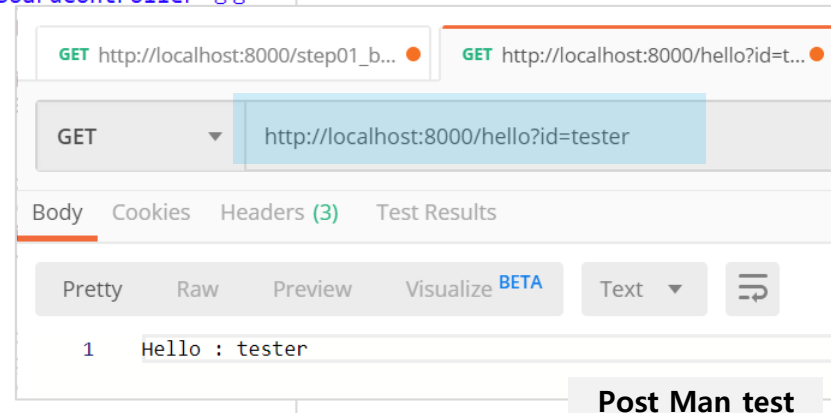 GET http://localhost:8000/step01_b...
GET http://localhost:8000/hello?id=t...
GET http://localhost:8000/hello?id=tester
Body Cookies Headers (3) Test Results
Pretty Raw Preview Visualize BETA Text
1 Hello : tester
Post Man test